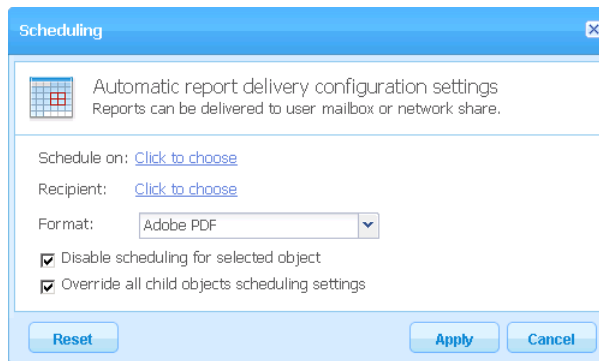 Scheduling
Automatic report delivery configuration settings
Reports can be delivered to user mailbox or network share.
Schedule on: Click to choose
Recipient: Click to choose
Format: Adobe PDF
Disable scheduling for selected object
Override all child objects scheduling settings
Reset Apply Cancel